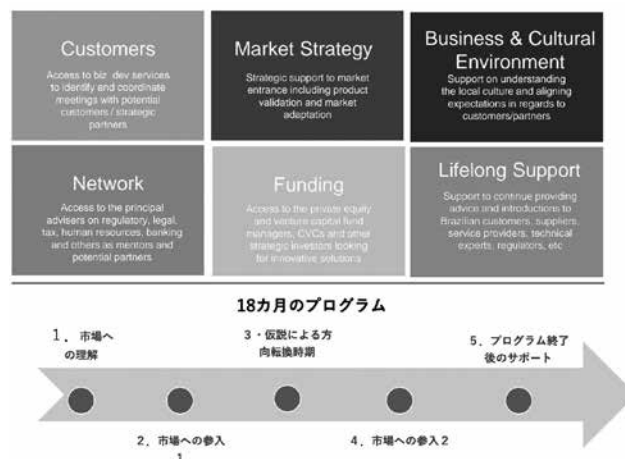 Customers
Access to biz dev services
to identify and coordinate
meetings with potential
customers / strategic
partners
Market Strategy
Strategic support to market
entrance including product
validation and market
adaptation
Business & Cultural
Environment
Support on understanding
the local culture and aligning
expectations in regards to
customers/partners
Network
Access to the principal
advisers on regulatory, legal,
tax, human resources, banking
and others as mentors and
potential partners
Funding
Access to the private equity
and venture capital fund
managers, CVCs and other
strategic investors looking
for innovative solutions
Lifelong Support
Support to continue providing
advice and introductions to
Brazilian customers, suppliers,
service providers, technical
experts, regulators, etc
18カ月のプログラム
1．市場へ
の理解
3・仮説による方
向転換時期
5．プログラム終了
後のサポート
2．市場への参入
1
4．市場への参入2